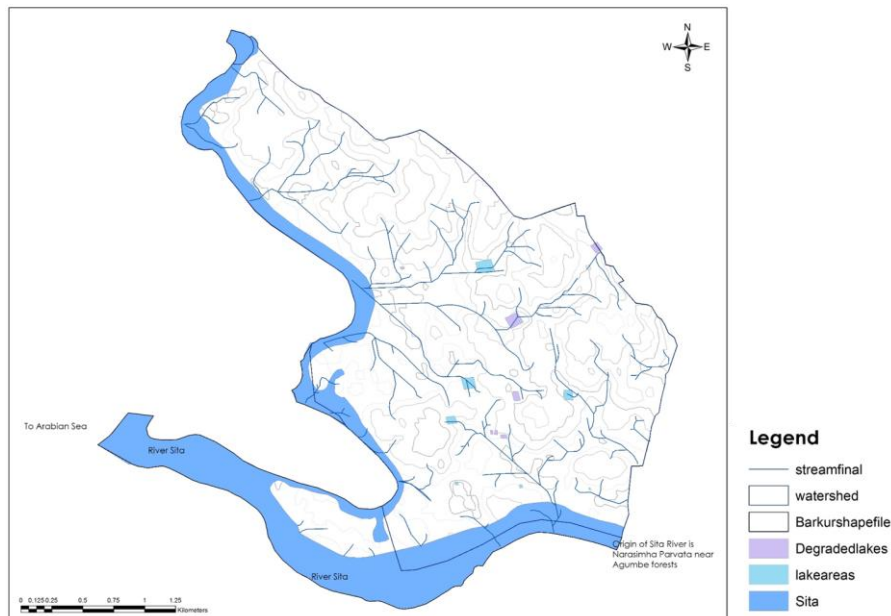 N
W E
S
To Arabian Sea
River Sita
River Sita
Origin of Sita River is
Narasimha Parvata near
Agumbe forests
0 0.125 0.25 0.5 0.75 1 1.25
Kilometers
Legend
streamfinal
watershed
Barkurshapefile
Degradedlakes
lakeareas
Sita